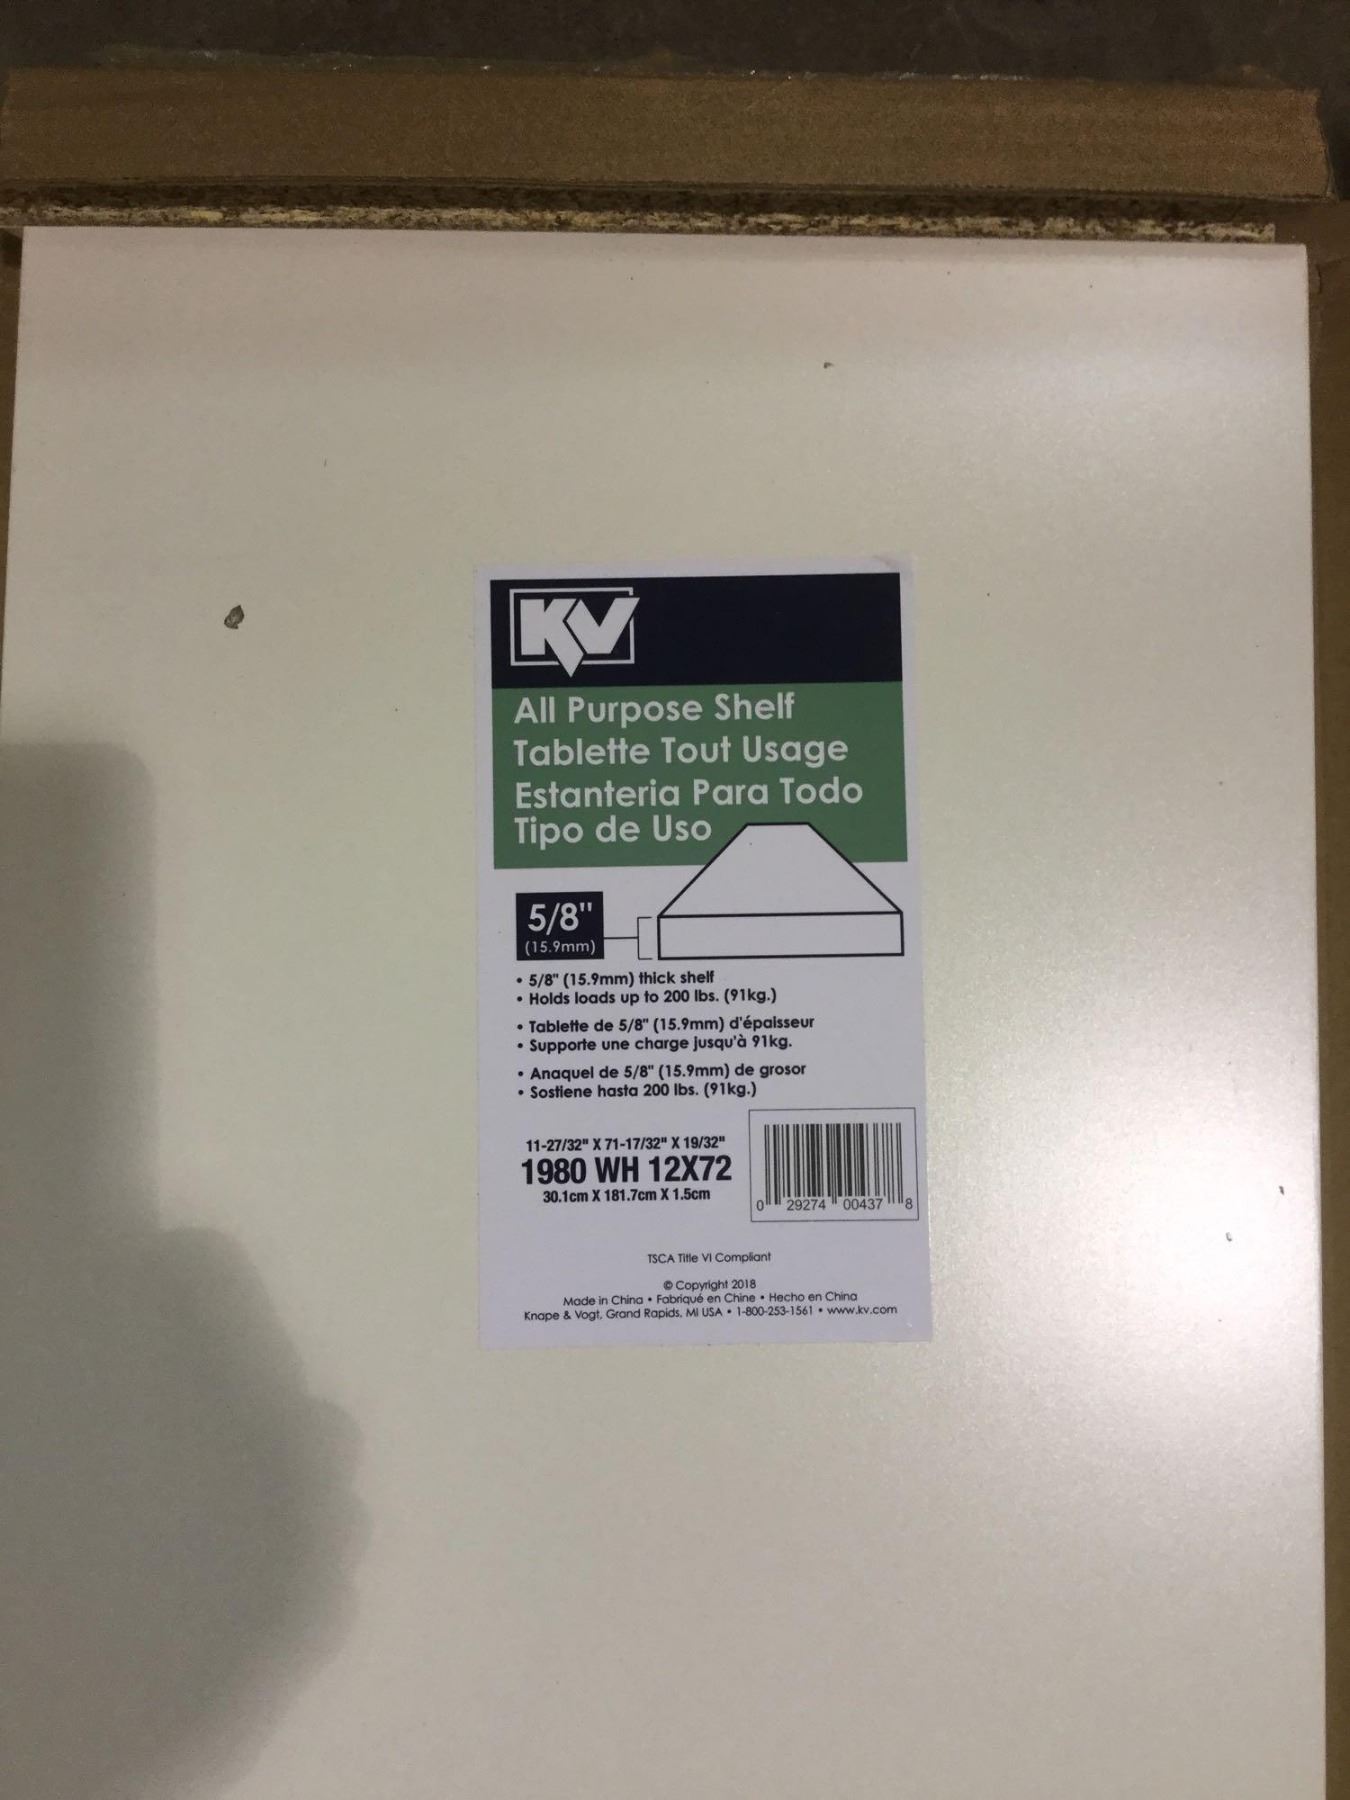 KV
All Purpose Shelf
Tablette Tout Usage
Estanteria Para Todo
Tipo de Uso
5/8"
(15.9mm)
• 5/8" (15.9mm) thick shelf
• Holds loads up to 200 lbs. (91kg.)
• Tablette de 5/8" (15.9mm) d'épaisseur
• Supporte une charge jusqu'à 91kg.
• Anaquel de 5/8" (15.9mm) de grosor
• Sostiene hasta 200 lbs. (91kg.)
11-27/32" X 71-17/32" X 19/32"
1980 WH 12X72
30.1cm X 181.7cm X 1.5cm
0 29274 00437 8
TSCA Title VI Compliant
© Copyright 2018
Made in China • Fabriqué en Chine • Hecho en China
Knape & Vogt, Grand Rapids, MI USA • 1-800-253-1561 • www.kv.com